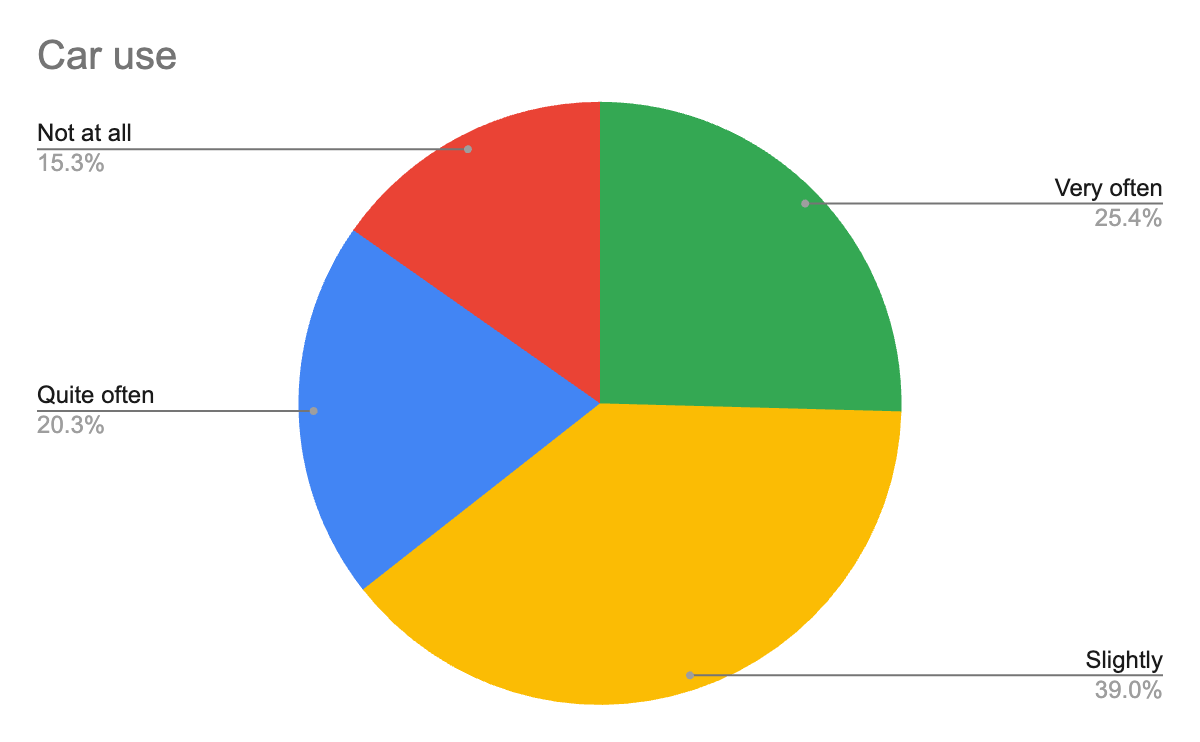 Car use
Not at all
15.3%
Very often
25.4%
Quite often
20.3%
Slightly
39.0%